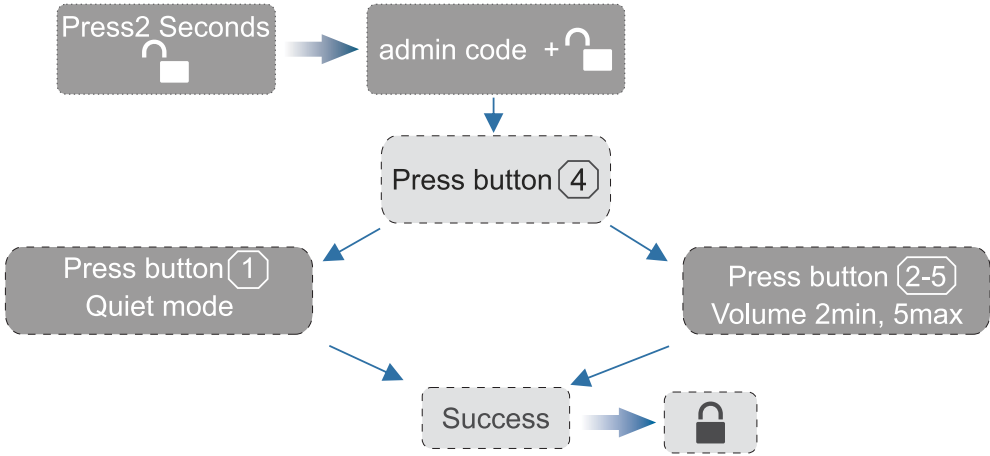 Press2 Seconds
admin code +
Press button 4
Press button 1
Quiet mode
Press button 2-5
Volume 2min, 5max
Success